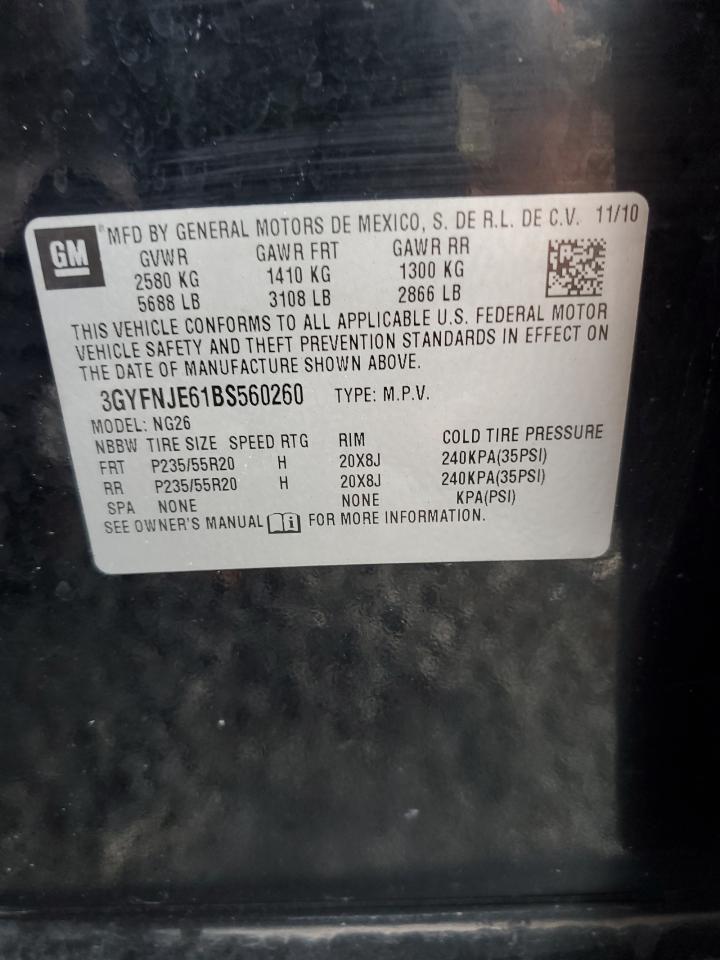 GM ®MFD BY GENERAL MOTORS DE MEXICO, S. DE R.L. DE C.V. 11/10
GVWR GAWR FRT GAWR RR
2580 KG 1410 KG 1300 KG
5688 LB 3108 LB 2866 LB
THIS VEHICLE CONFORMS TO ALL APPLICABLE U.S. FEDERAL MOTOR
VEHICLE SAFETY AND THEFT PREVENTION STANDARDS IN EFFECT ON
THE DATE OF MANUFACTURE SHOWN ABOVE.
3GYFNJE61BS560260 TYPE: M.P.V.
MODEL: NG26
NBBW TIRE SIZE SPEED RTG RIM COLD TIRE PRESSURE
FRT P235/55R20 H 20X8J 240KPA(35PSI)
RR P235/55R20 H 20X8J 240KPA(35PSI)
SPA NONE NONE KPA(PSI)
SEE OWNER'S MANUAL i FOR MORE INFORMATION.